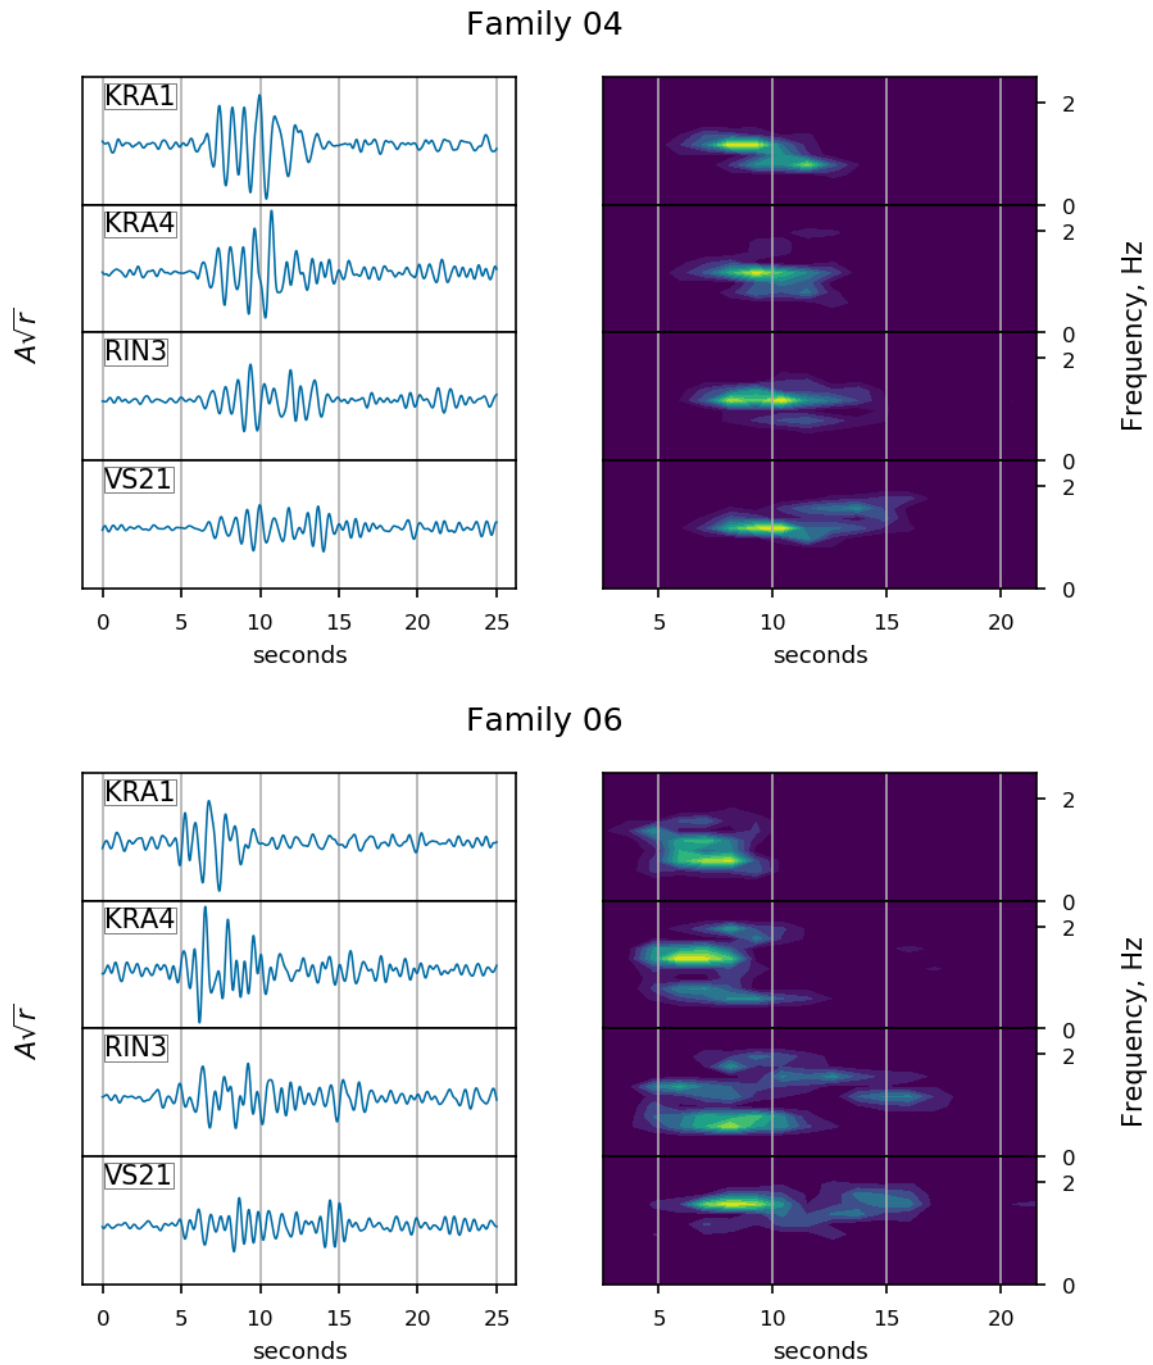 Family 04
KRA1
KRA4
RIN3
VS21
A√r
0 5 10 15 20 25
seconds
2
0
2
0
2
0
2
0
Frequency, Hz
5 10 15 20
seconds
Family 06
KRA1
KRA4
RIN3
VS21
A√r
0 5 10 15 20 25
seconds
2
0
2
0
2
0
2
0
Frequency, Hz
5 10 15 20
seconds